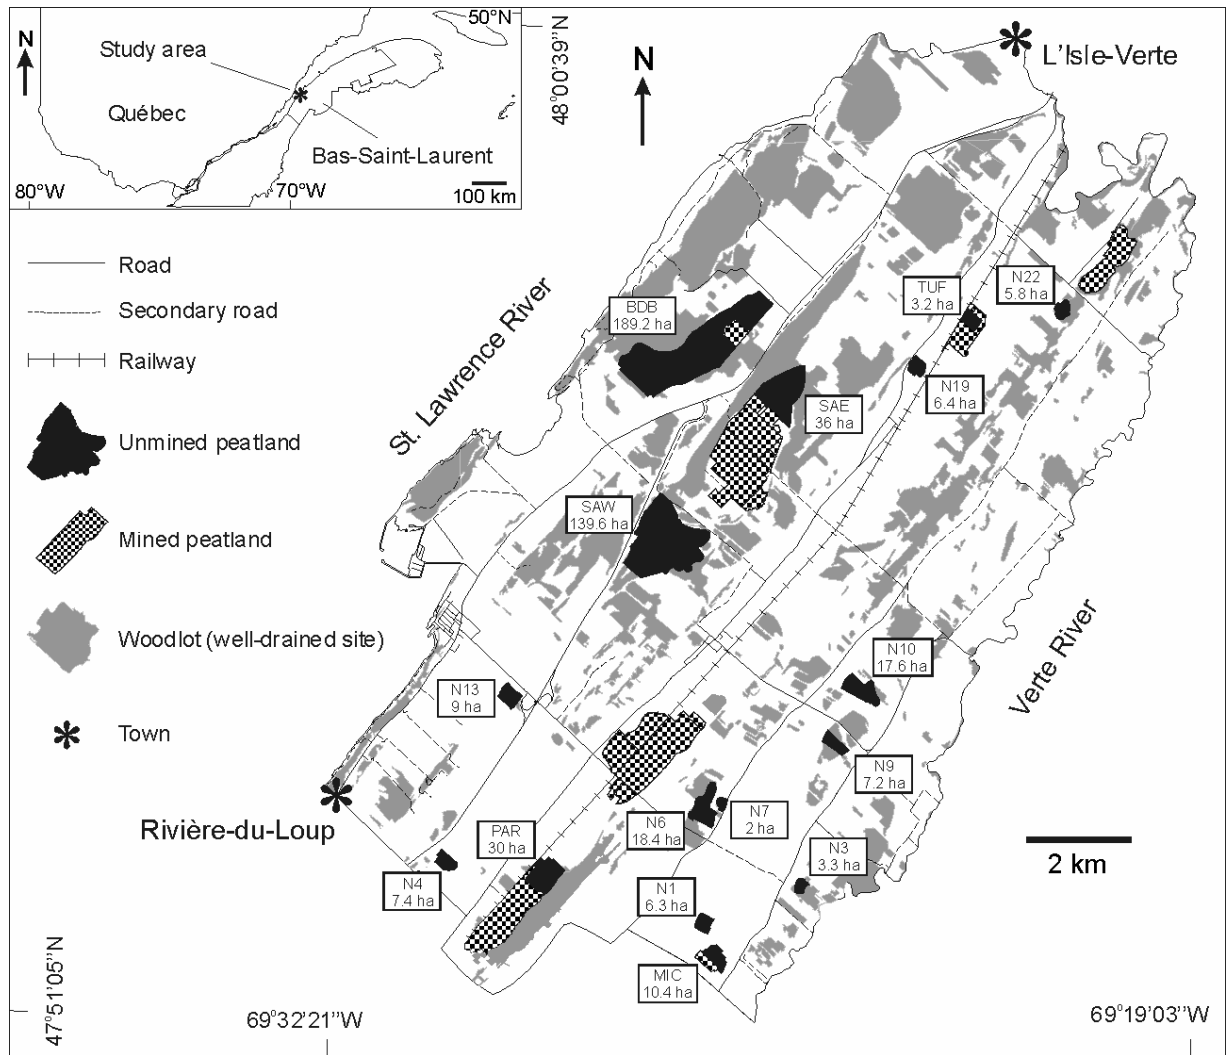 N
Study area
Québec
Bas-Saint-Laurent
50°N
80°W
70°W
100 km
48°00'39"N
N
L'Isle-Verte
Road
Secondary road
Railway
Unmined peatland
Mined peatland
Woodlot (well-drained site)
Town
St. Lawrence River
Verte River
Rivière-du-Loup
BDB
189.2 ha
TUF
3.2 ha
N22
5.8 ha
N19
6.4 ha
SAE
36 ha
SAW
139.6 ha
N10
17.6 ha
N13
9 ha
N9
7.2 ha
N7
2 ha
N6
18.4 ha
PAR
30 ha
N3
3.3 ha
N4
7.4 ha
N1
6.3 ha
MIC
10.4 ha
2 km
47°51'05"N
69°32'21"W
69°19'03"W